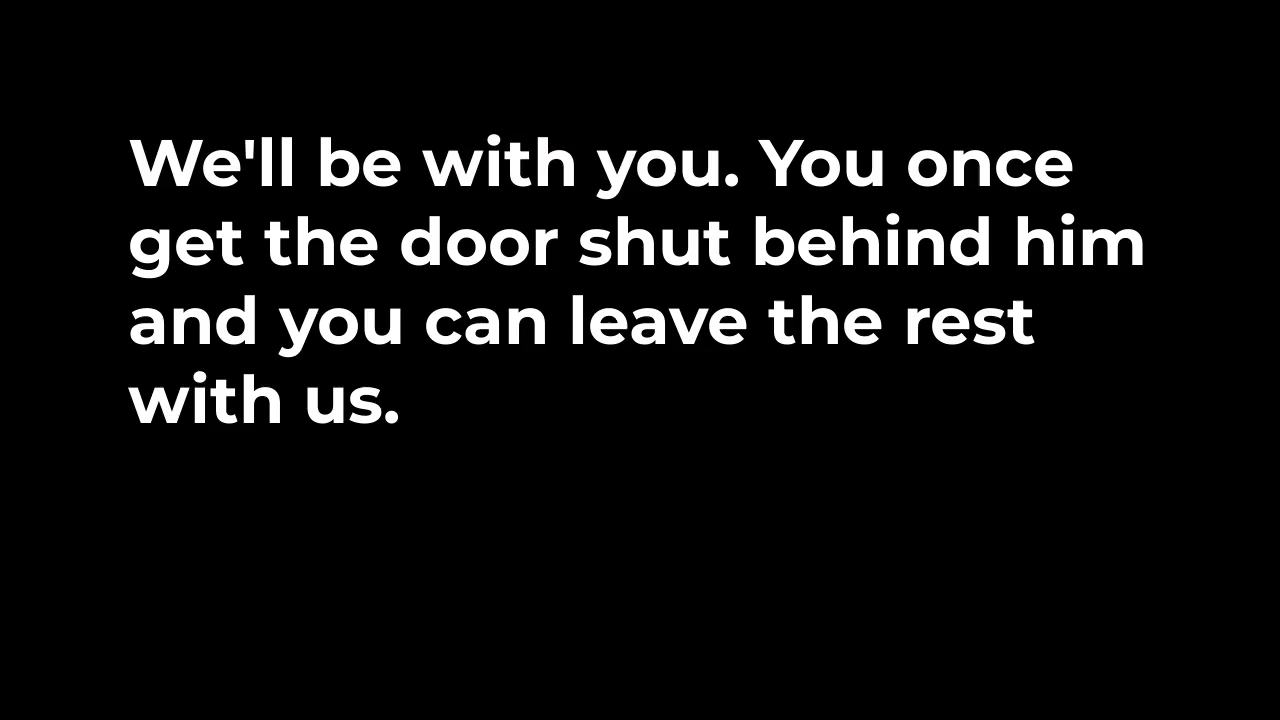 We'll be with you. You once
get the door shut behind him
and you can leave the rest
with us.